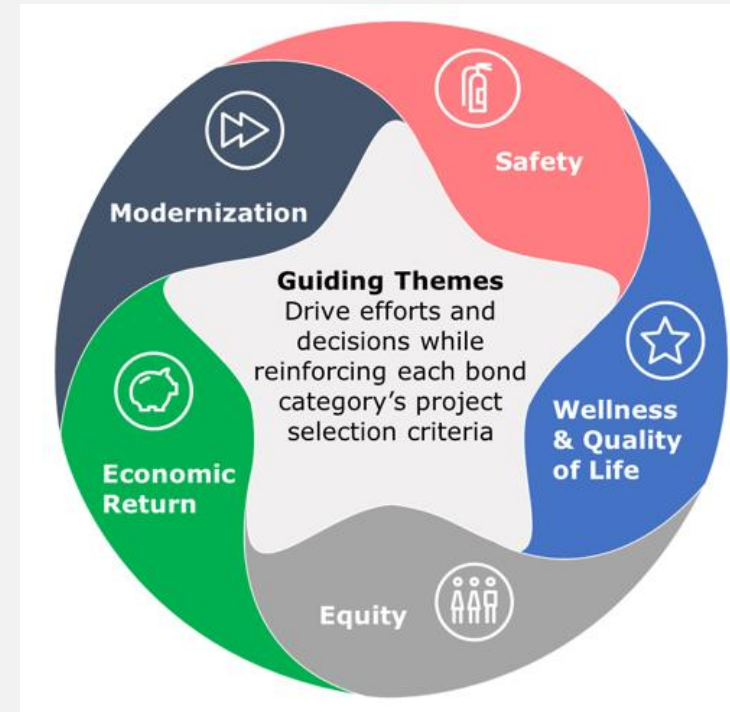 Safety
Modernization
Guiding Themes
Drive efforts and
decisions while
reinforcing each bond
category's project
selection criteria
Wellness
& Quality
of Life
Economic
Return
Equity